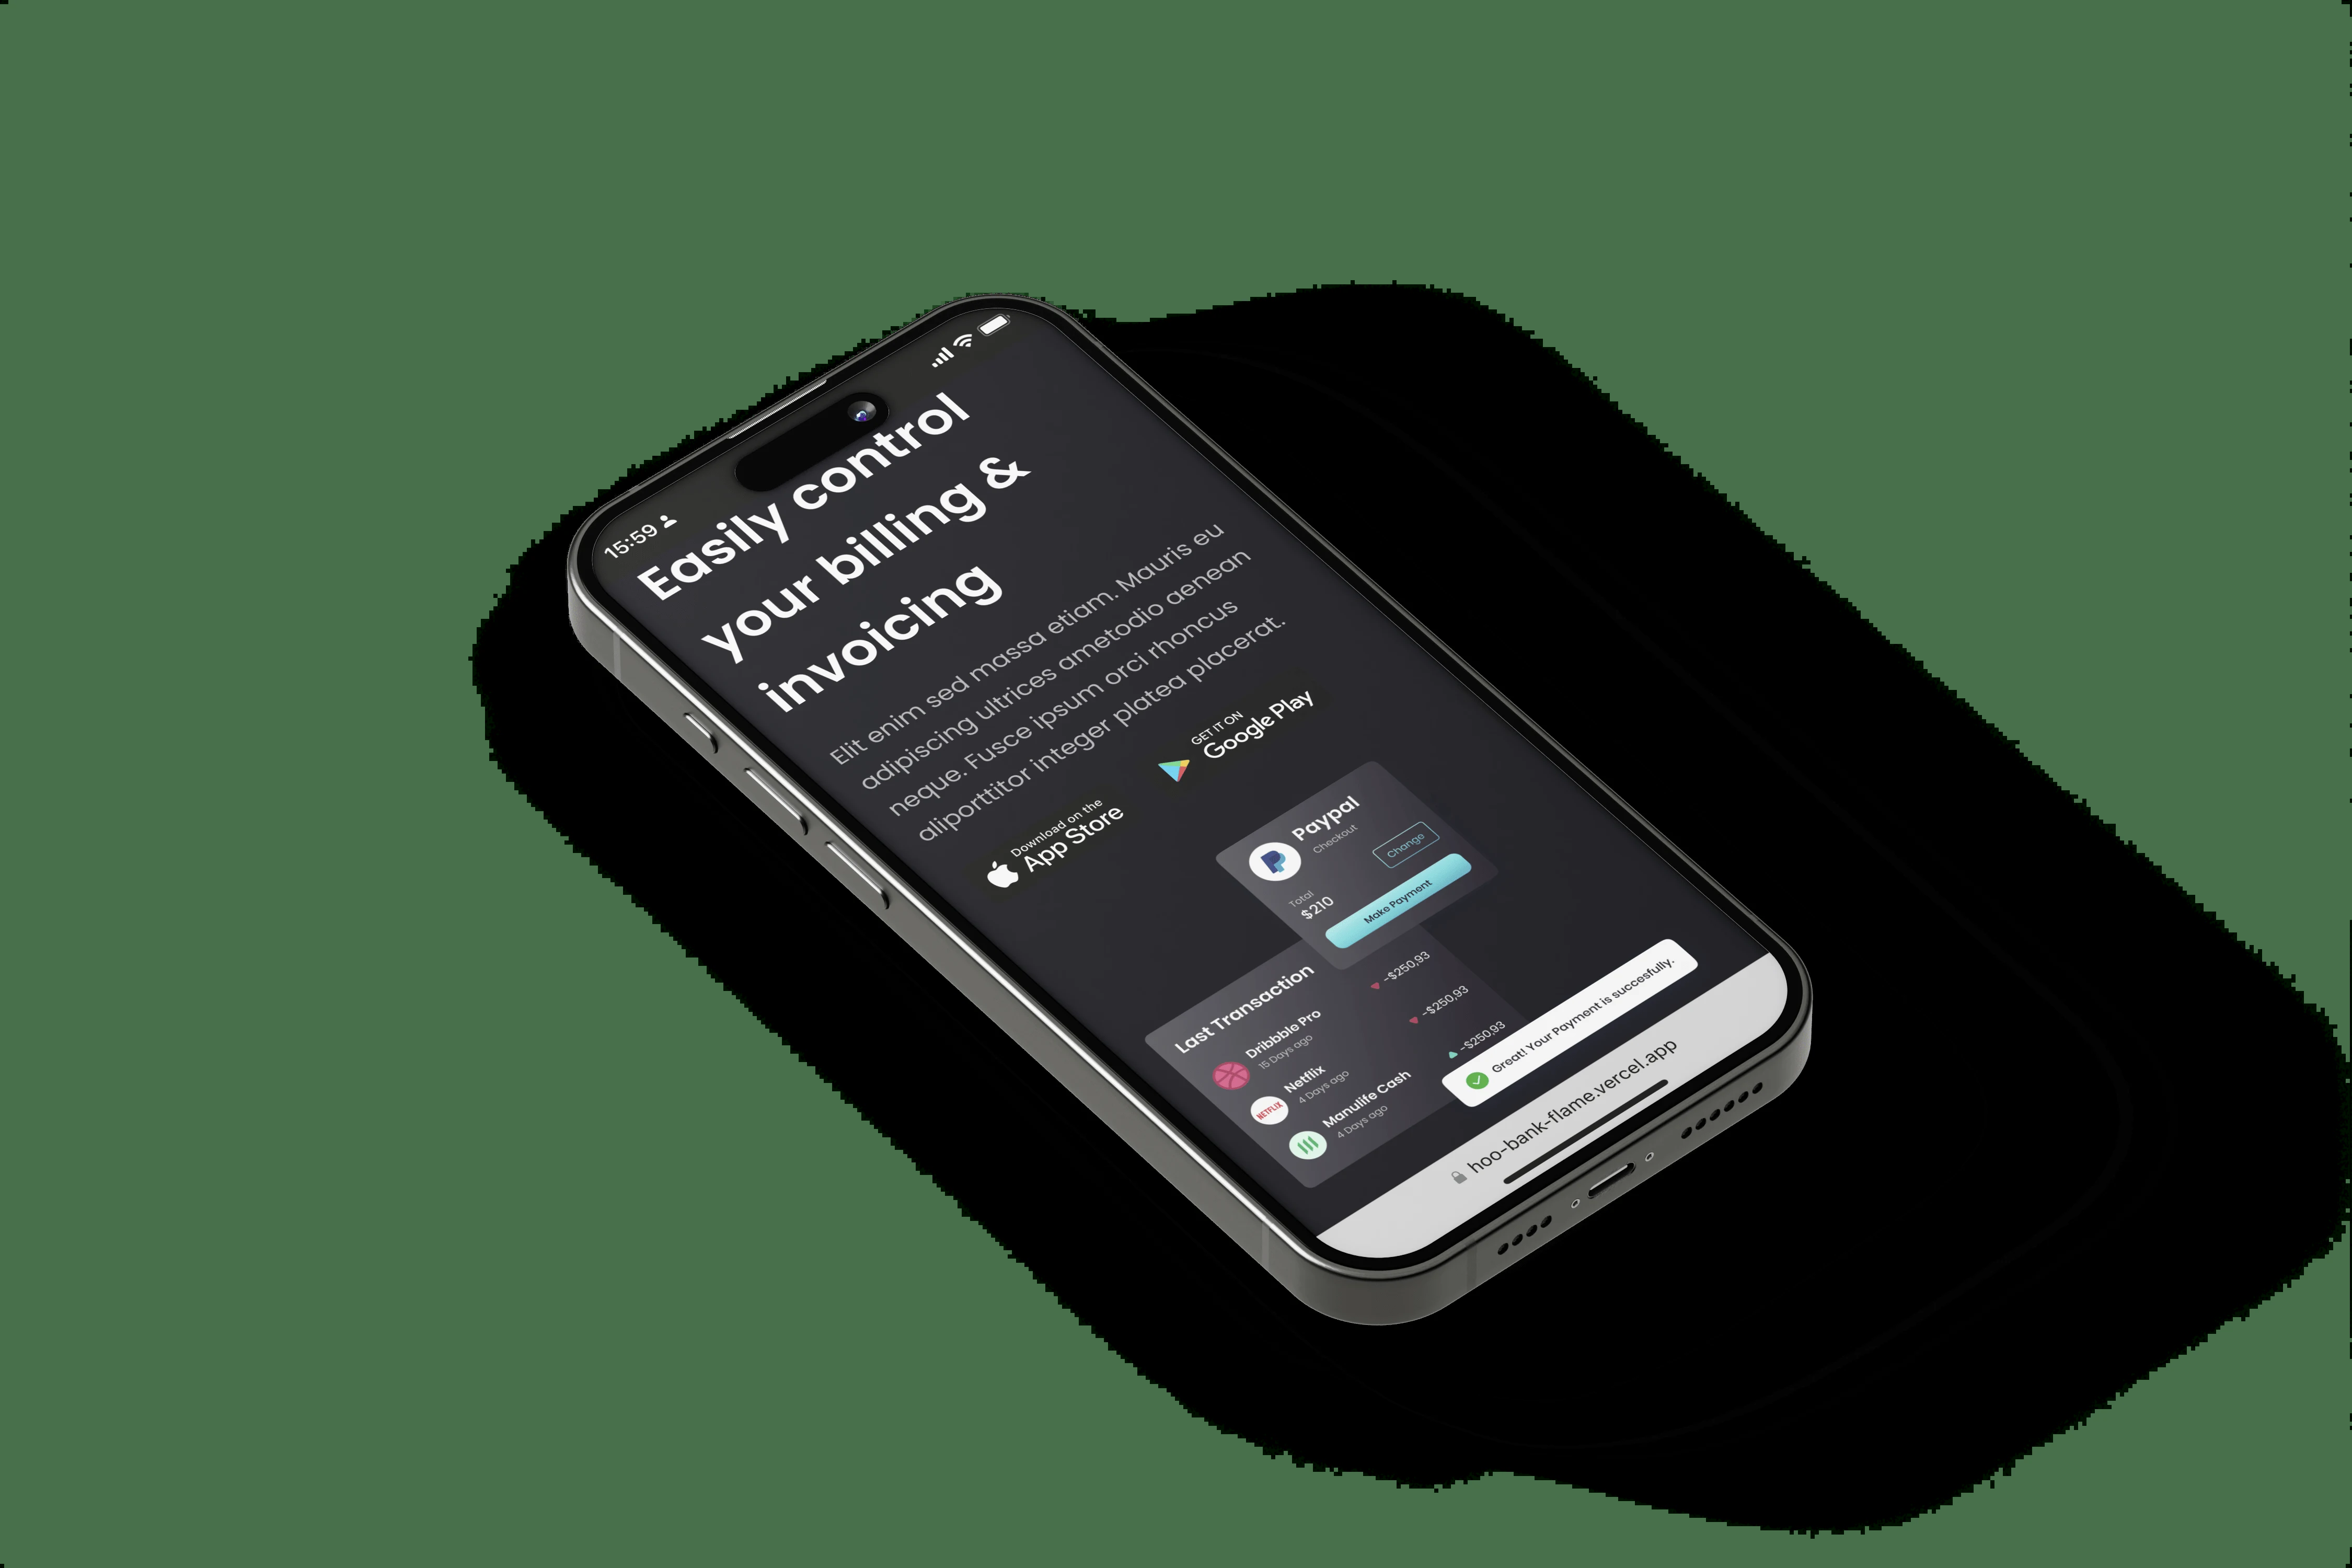 15:59
Easily control
your billing &
invoicing
Elit enim sed massa etiam. Mauris eu
adipiscing ultrices ametodio aenean
neque. Fusce ipsum orci rhoncus
aliporttitor integer platea placerat.
Download on the
App Store
GET IT ON
Google Play
Paypal
Checkout
Total
$210
Change
Make Payment
Last Transaction
Dribbble Pro
15 Days ago
-$250,93
NETFLIX
Netflix
4 Days ago
-$250,93
Manulife Cash
4 Days ago
-$250,93
Great! Your Payment is succesfully.
hoo-bank-flame.vercel.app